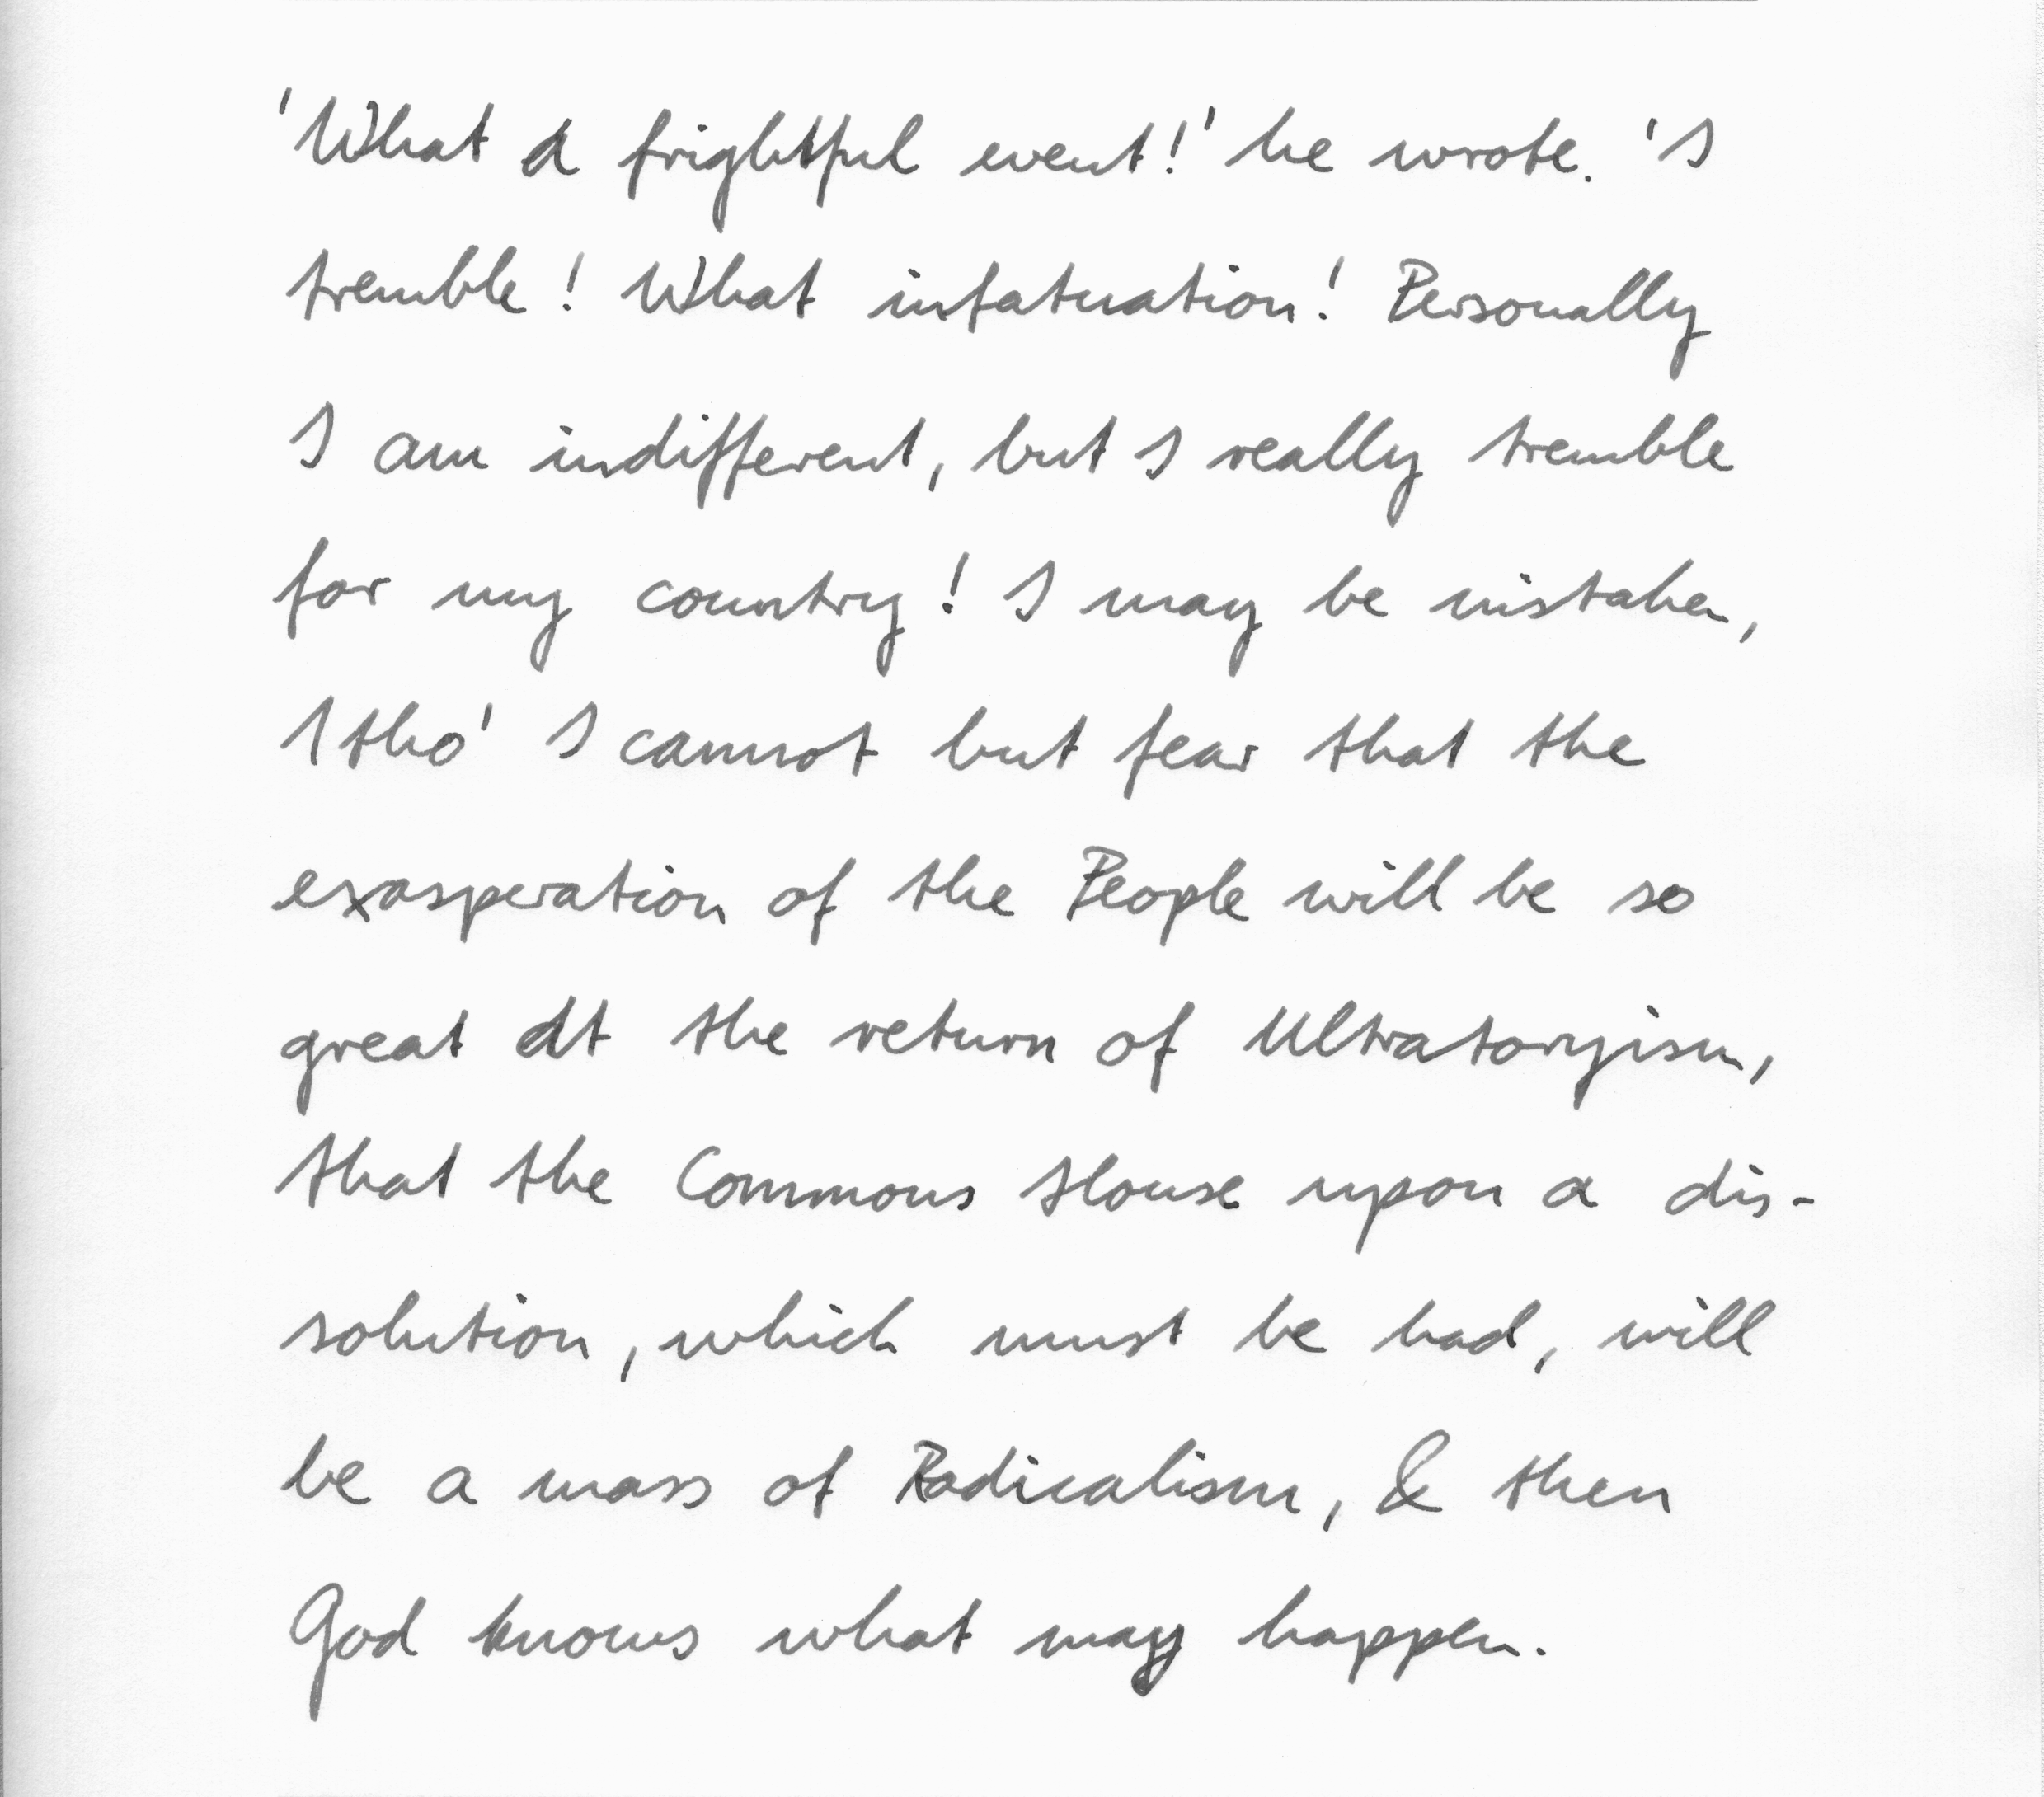 'What a frightful event!' he wrote. 'I
tremble! What infatuation! Personally
I am indifferent, but I really tremble
for my country! I may be mistaken,
I tho' I cannot but fear that the
exasperation of the People will be so
great at the return of Ultratoryism,
that the Commons House upon a dis-
solution, which must be had, will
be a mass of Radicalism, & then
God knows what may happen.